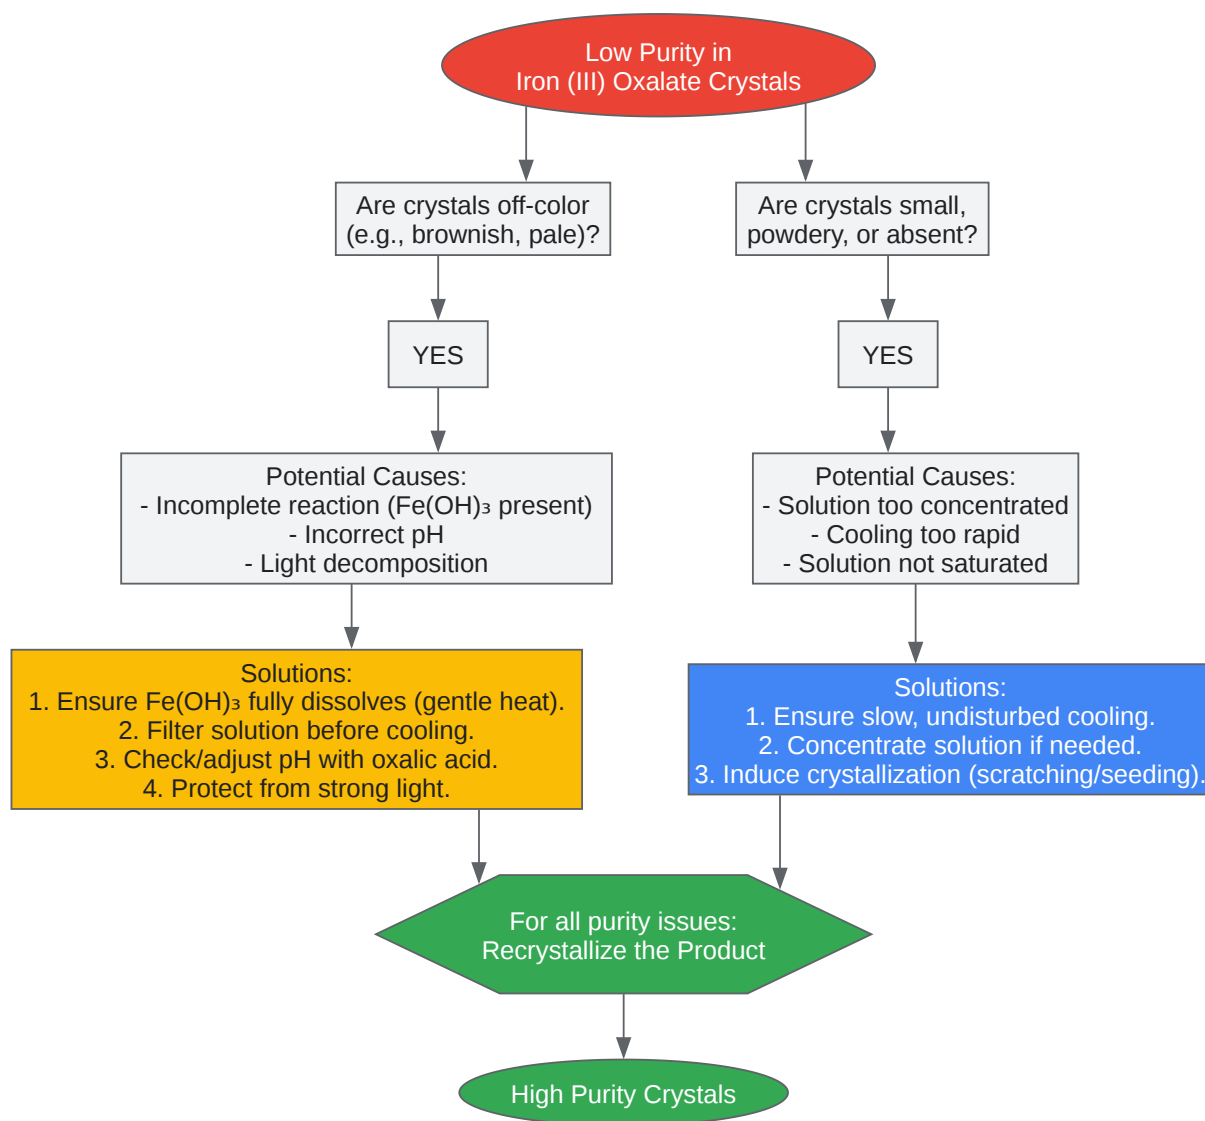 Low Purity in
Iron (III) Oxalate Crystals
Are crystals off-color
(e.g., brownish, pale)?
Are crystals small,
powdery, or absent?
YES
YES
Potential Causes:
- Incomplete reaction (Fe(OH)₃ present)
- Incorrect pH
- Light decomposition
Potential Causes:
- Solution too concentrated
- Cooling too rapid
- Solution not saturated
Solutions:
1. Ensure Fe(OH)₃ fully dissolves (gentle heat).
2. Filter solution before cooling.
3. Check/adjust pH with oxalic acid.
4. Protect from strong light.
Solutions:
1. Ensure slow, undisturbed cooling.
2. Concentrate solution if needed.
3. Induce crystallization (scratching/seeding).
For all purity issues:
Recrystallize the Product
High Purity Crystals